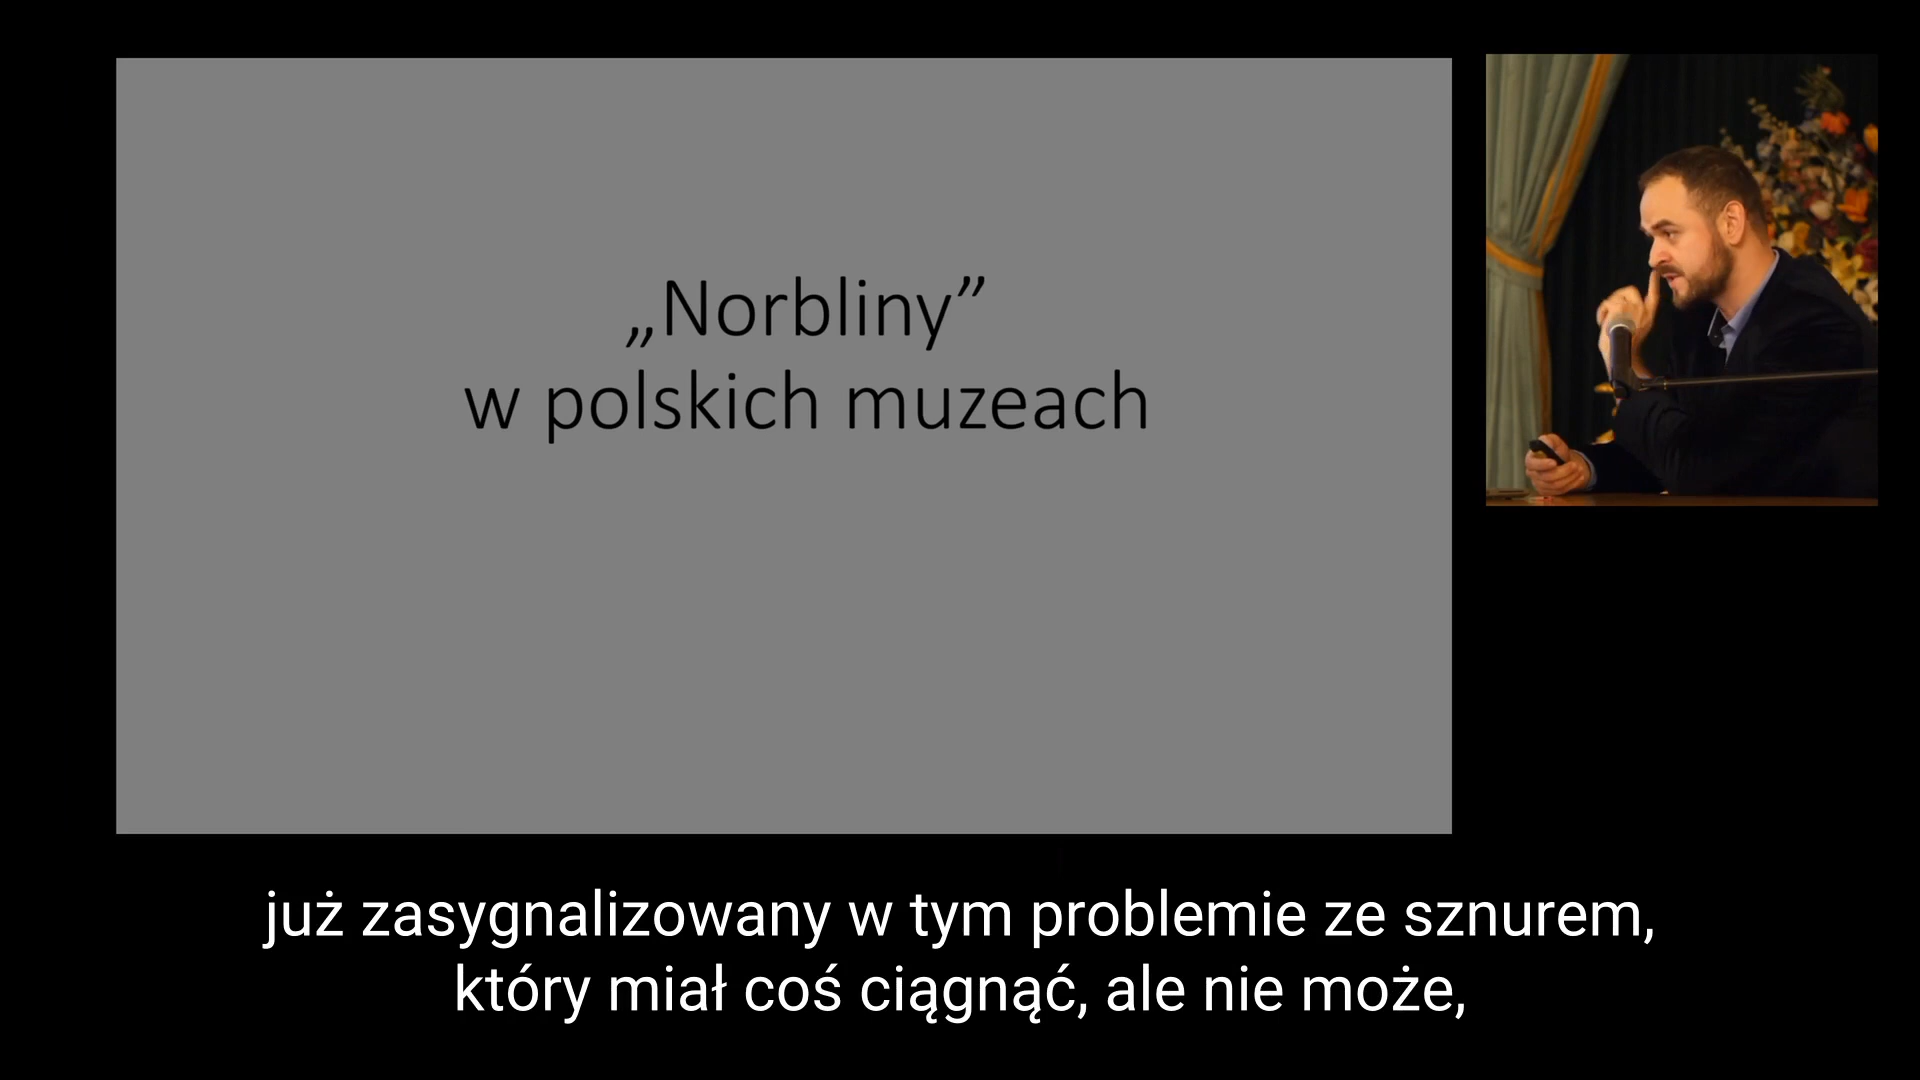 „Norbliny”
w polskich muzeach
już zasygnalizowany w tym problemie ze sznurem,
który miał coś ciągnąć, ale nie może,